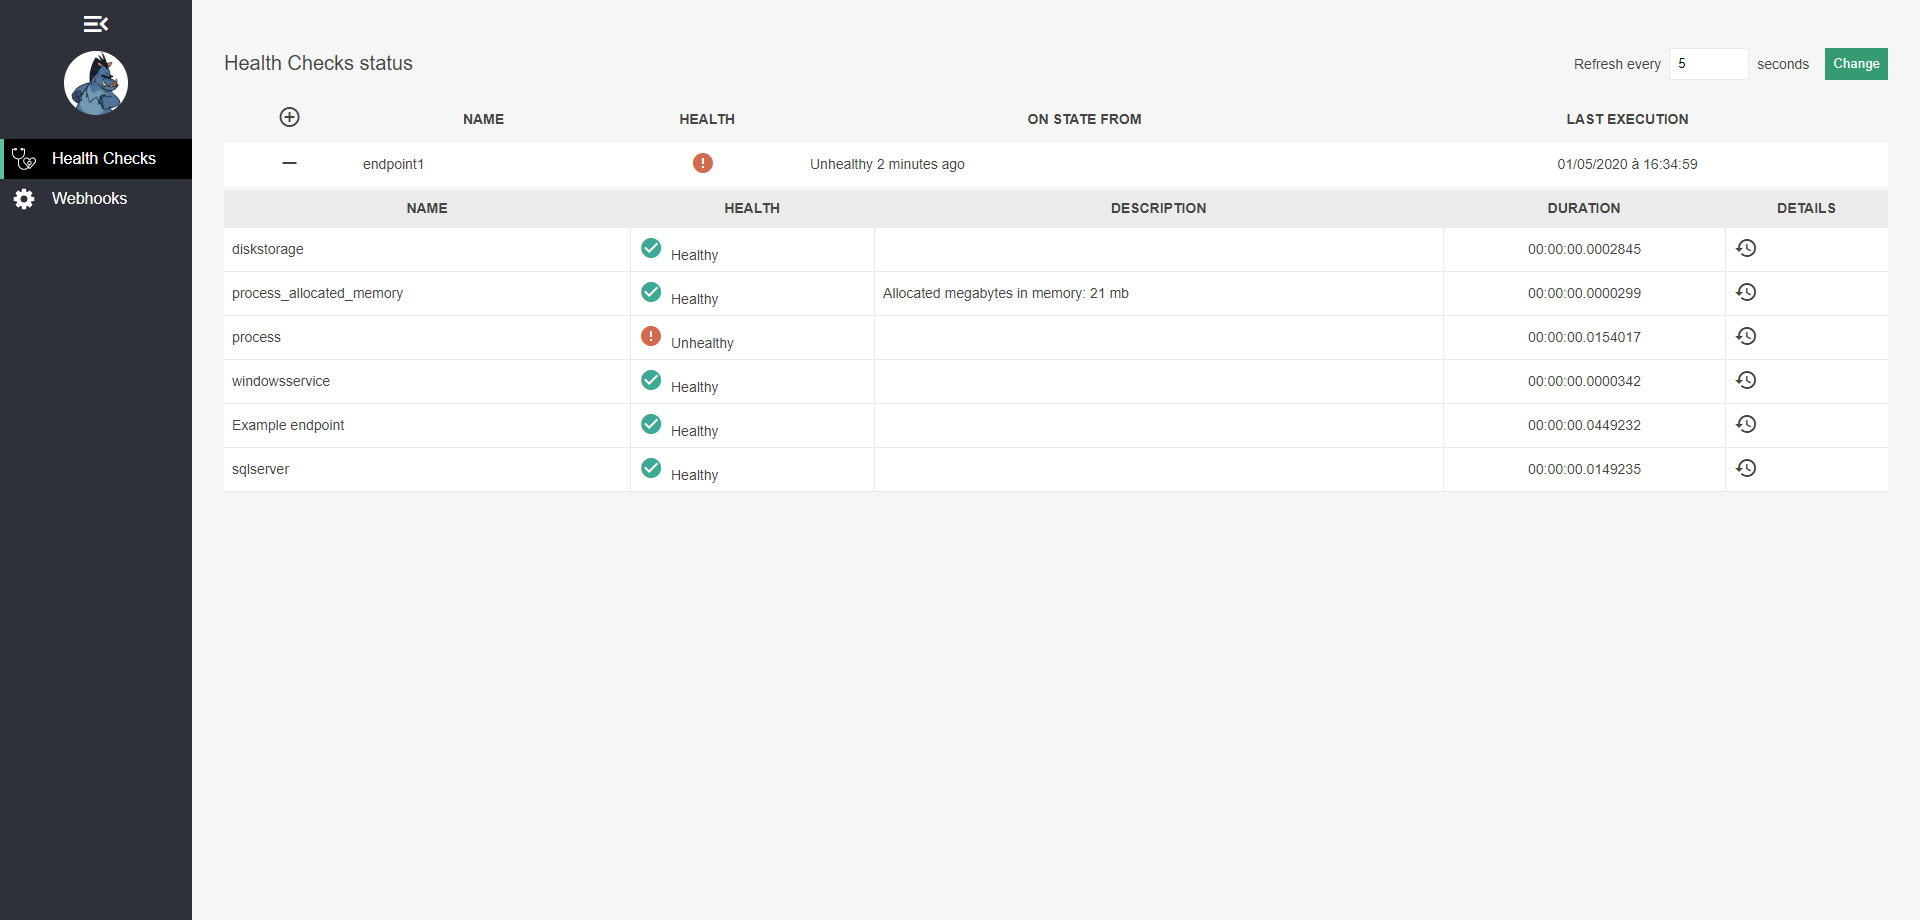 Health Checks status
Refresh every 5 seconds Change
NAME HEALTH ON STATE FROM LAST EXECUTION
Health Checks
endpoint1 Unhealthy 2 minutes ago 01/05/2020 à 16:34:59
Webhooks
NAME HEALTH DESCRIPTION DURATION DETAILS
diskstorage Healthy 00:00:00.0002845
process_allocated_memory Healthy Allocated megabytes in memory: 21 mb 00:00:00.0000299
process Unhealthy 00:00:00.0154017
windowsservice Healthy 00:00:00.0000342
Example endpoint Healthy 00:00:00.0449232
sqlserver Healthy 00:00:00.0149235